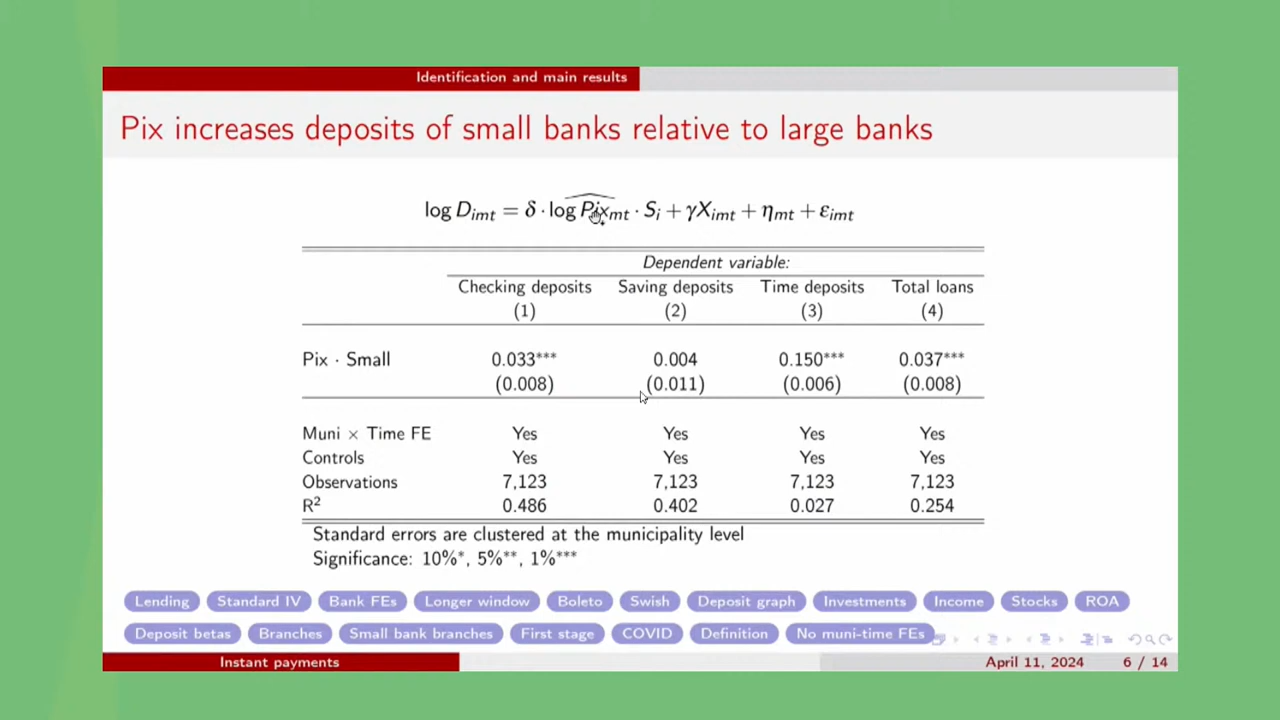 Identification and main results
Pix increases deposits of small banks relative to large banks
log D_imt = δ · log P̂ix_mt · S_i + γX_imt + η_mt + ε_imt
Dependent variable:
Checking deposits Saving deposits Time deposits Total loans
(1) (2) (3) (4)
Pix · Small 0.033*** 0.004 0.150*** 0.037***
(0.008) (0.011) (0.006) (0.008)
Muni × Time FE Yes Yes Yes Yes
Controls Yes Yes Yes Yes
Observations 7,123 7,123 7,123 7,123
R² 0.486 0.402 0.027 0.254
Standard errors are clustered at the municipality level
Significance: 10%*, 5%**, 1%***
Lending Standard IV Bank FEs Longer window Boleto Swish Deposit graph Investments Income Stocks ROA
Deposit betas Branches Small bank branches First stage COVID Definition No muni-time FEs
Instant payments April 11, 2024 6 / 14